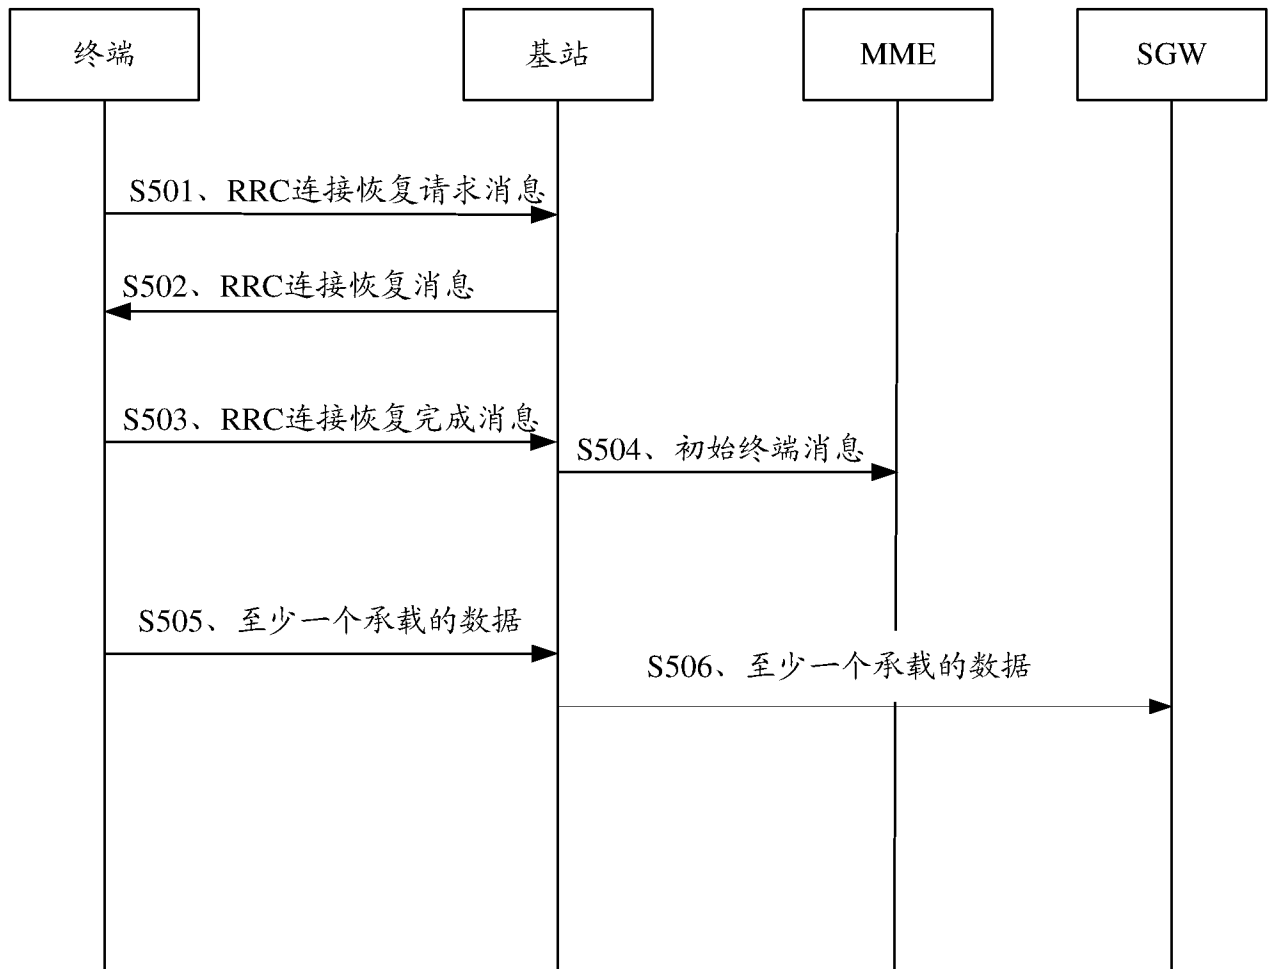 终端
基站
MME
SGW
S501、RRC连接恢复请求消息
S502、RRC连接恢复消息
S503、RRC连接恢复完成消息
S504、初始终端消息
S505、至少一个承载的数据
S506、至少一个承载的数据